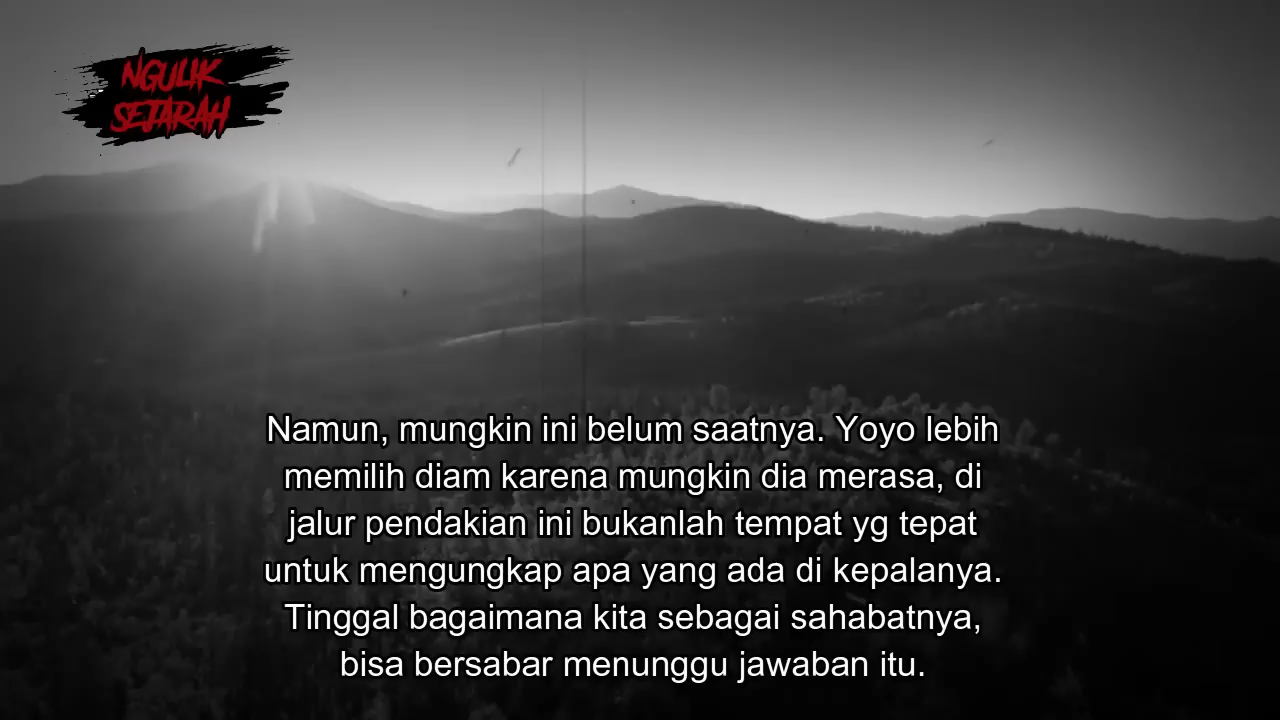 NGULIK
SEJARAH
Namun, mungkin ini belum saatnya. Yoyo lebih
memilih diam karena mungkin dia merasa, di
jalur pendakian ini bukanlah tempat yg tepat
untuk mengungkap apa yang ada di kepalanya.
Tinggal bagaimana kita sebagai sahabatnya,
bisa bersabar menunggu jawaban itu.